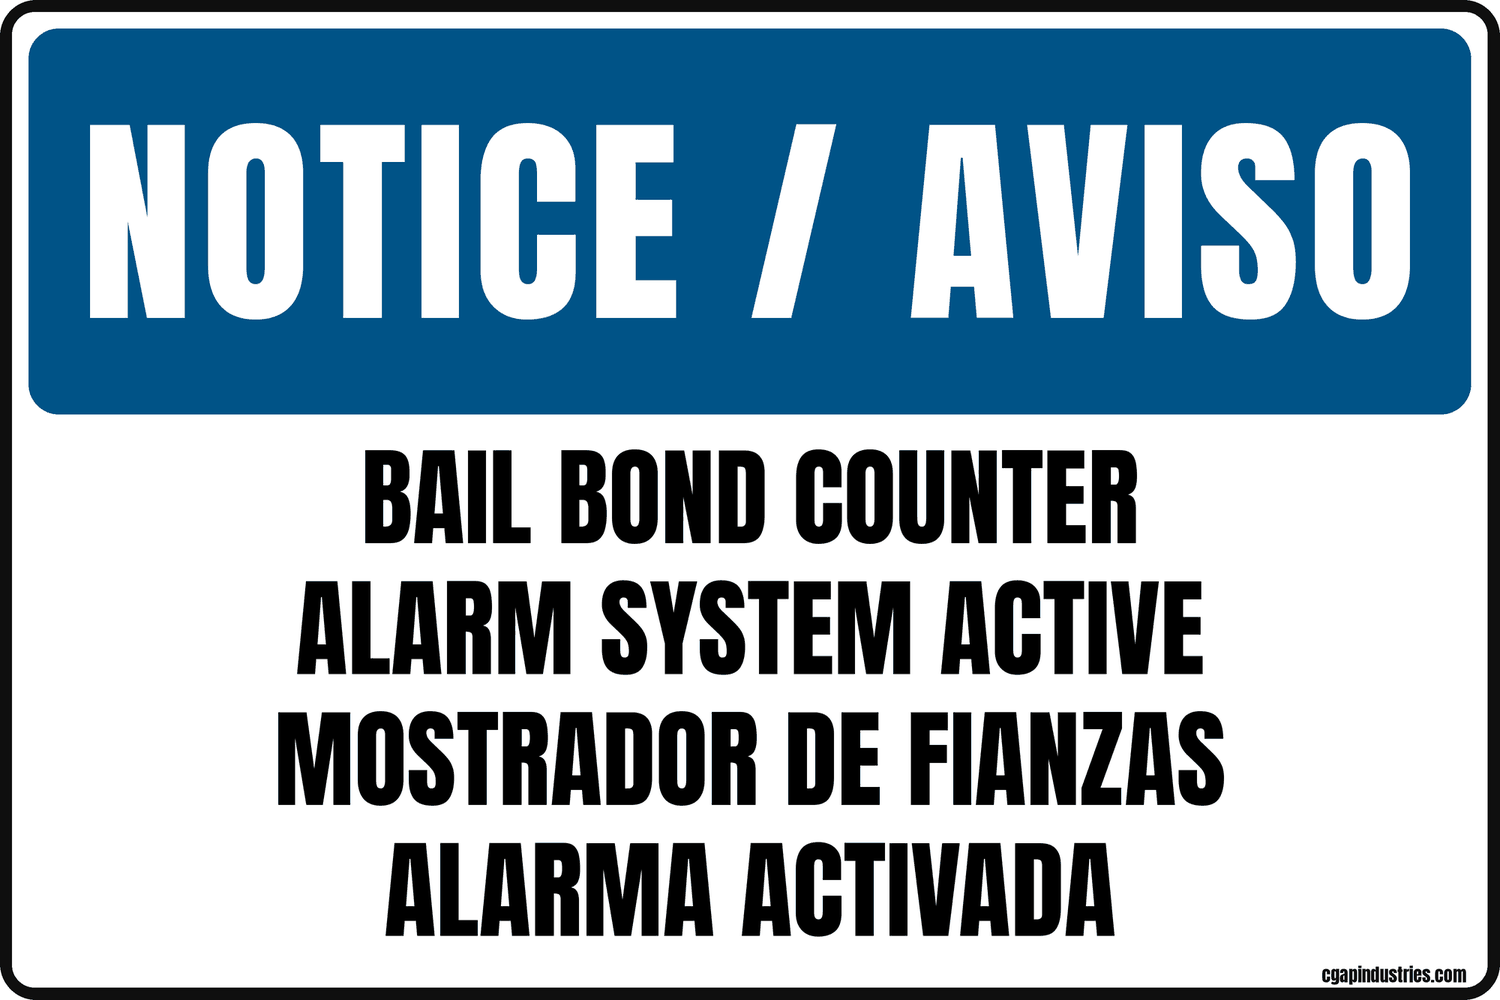 NOTICE / AVISO
BAIL BOND COUNTER
ALARM SYSTEM ACTIVE
MOSTRADOR DE FIANZAS
ALARMA ACTIVADA
cgapindustries.com